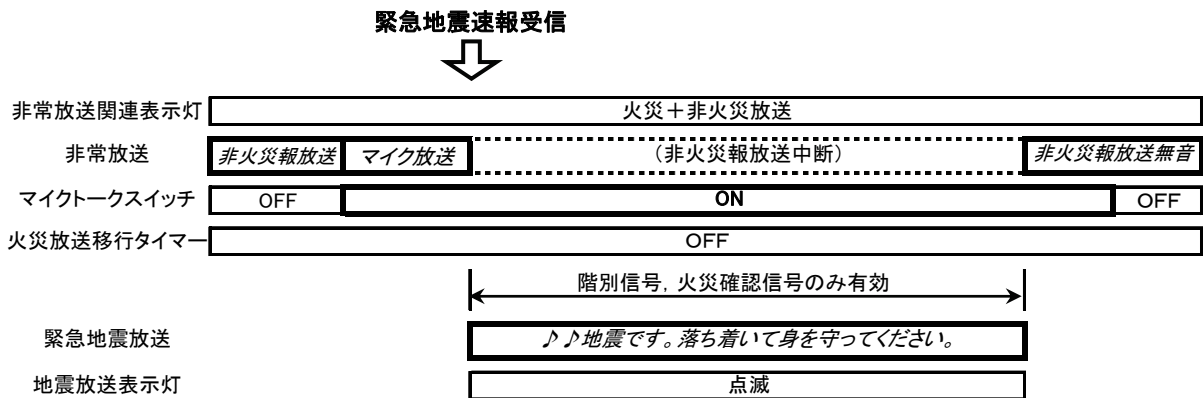 緊急地震速報受信
非常放送関連表示灯 火災+非火災放送
非常放送 非火災報放送 マイク放送 (非火災報放送中断) 非火災報放送無音
マイクトークスイッチ OFF ON OFF
火災放送移行タイマー OFF
階別信号,火災確認信号のみ有効
緊急地震放送 ♪♪地震です。落ち着いて身を守ってください。
地震放送表示灯 点滅